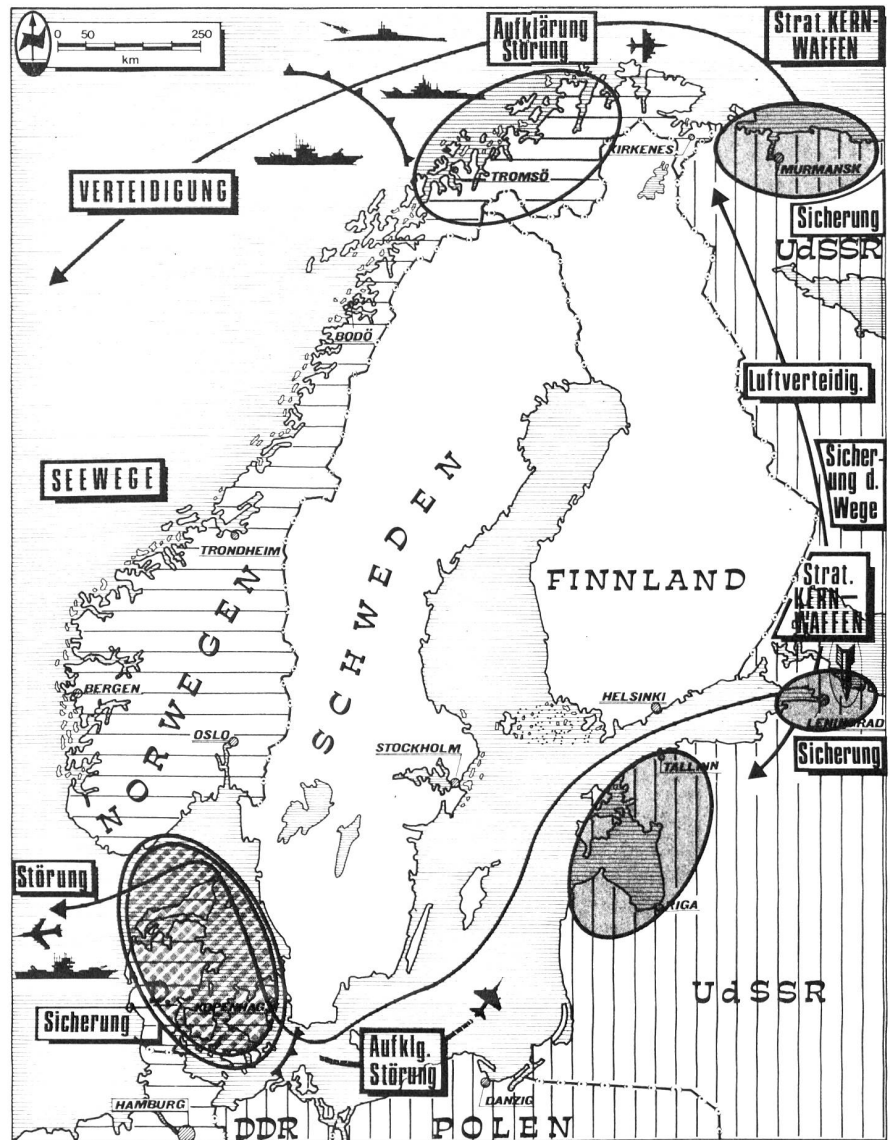 0 50 250
km
Aufklärung
Störung
Strat. KERN-
WAFFEN
KIRKENES
MURMANSK
TROMSÖ
VERTEIDIGUNG
Sicherung
UdSSR
BODÖ
Luftverteidig.
SEEWEGE
Sicher-
ung d.
Wege
TRONDHEIM
NORWEGEN
SCHWEDEN
FINNLAND
Strat.
KERN-
WAFFEN
BERGEN
HELSINKI
LENINGRAD
OSLO
STOCKHOLM
Sicherung
TALLINN
Störung
RIGA
UdSSR
KOPENHAG
Sicherung
Aufklg.
Störung
HAMBURG
DANZIG
DDR
POLEN